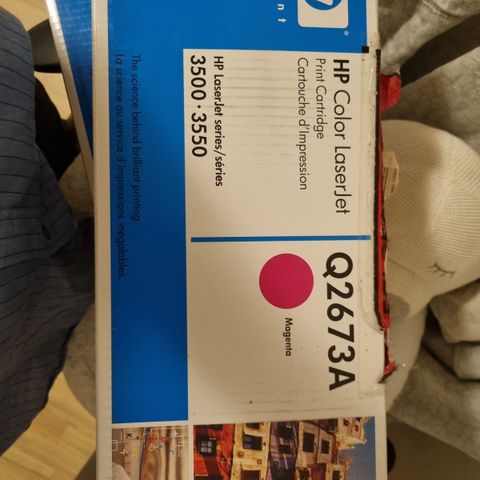 hp
HP Color LaserJet
Print Cartridge
Cartouche d'Impression
HP LaserJet series/séries
3500 · 3550
The science behind brilliant printing.
La science au service d'impressions inégalables.
Q2673A
Magenta